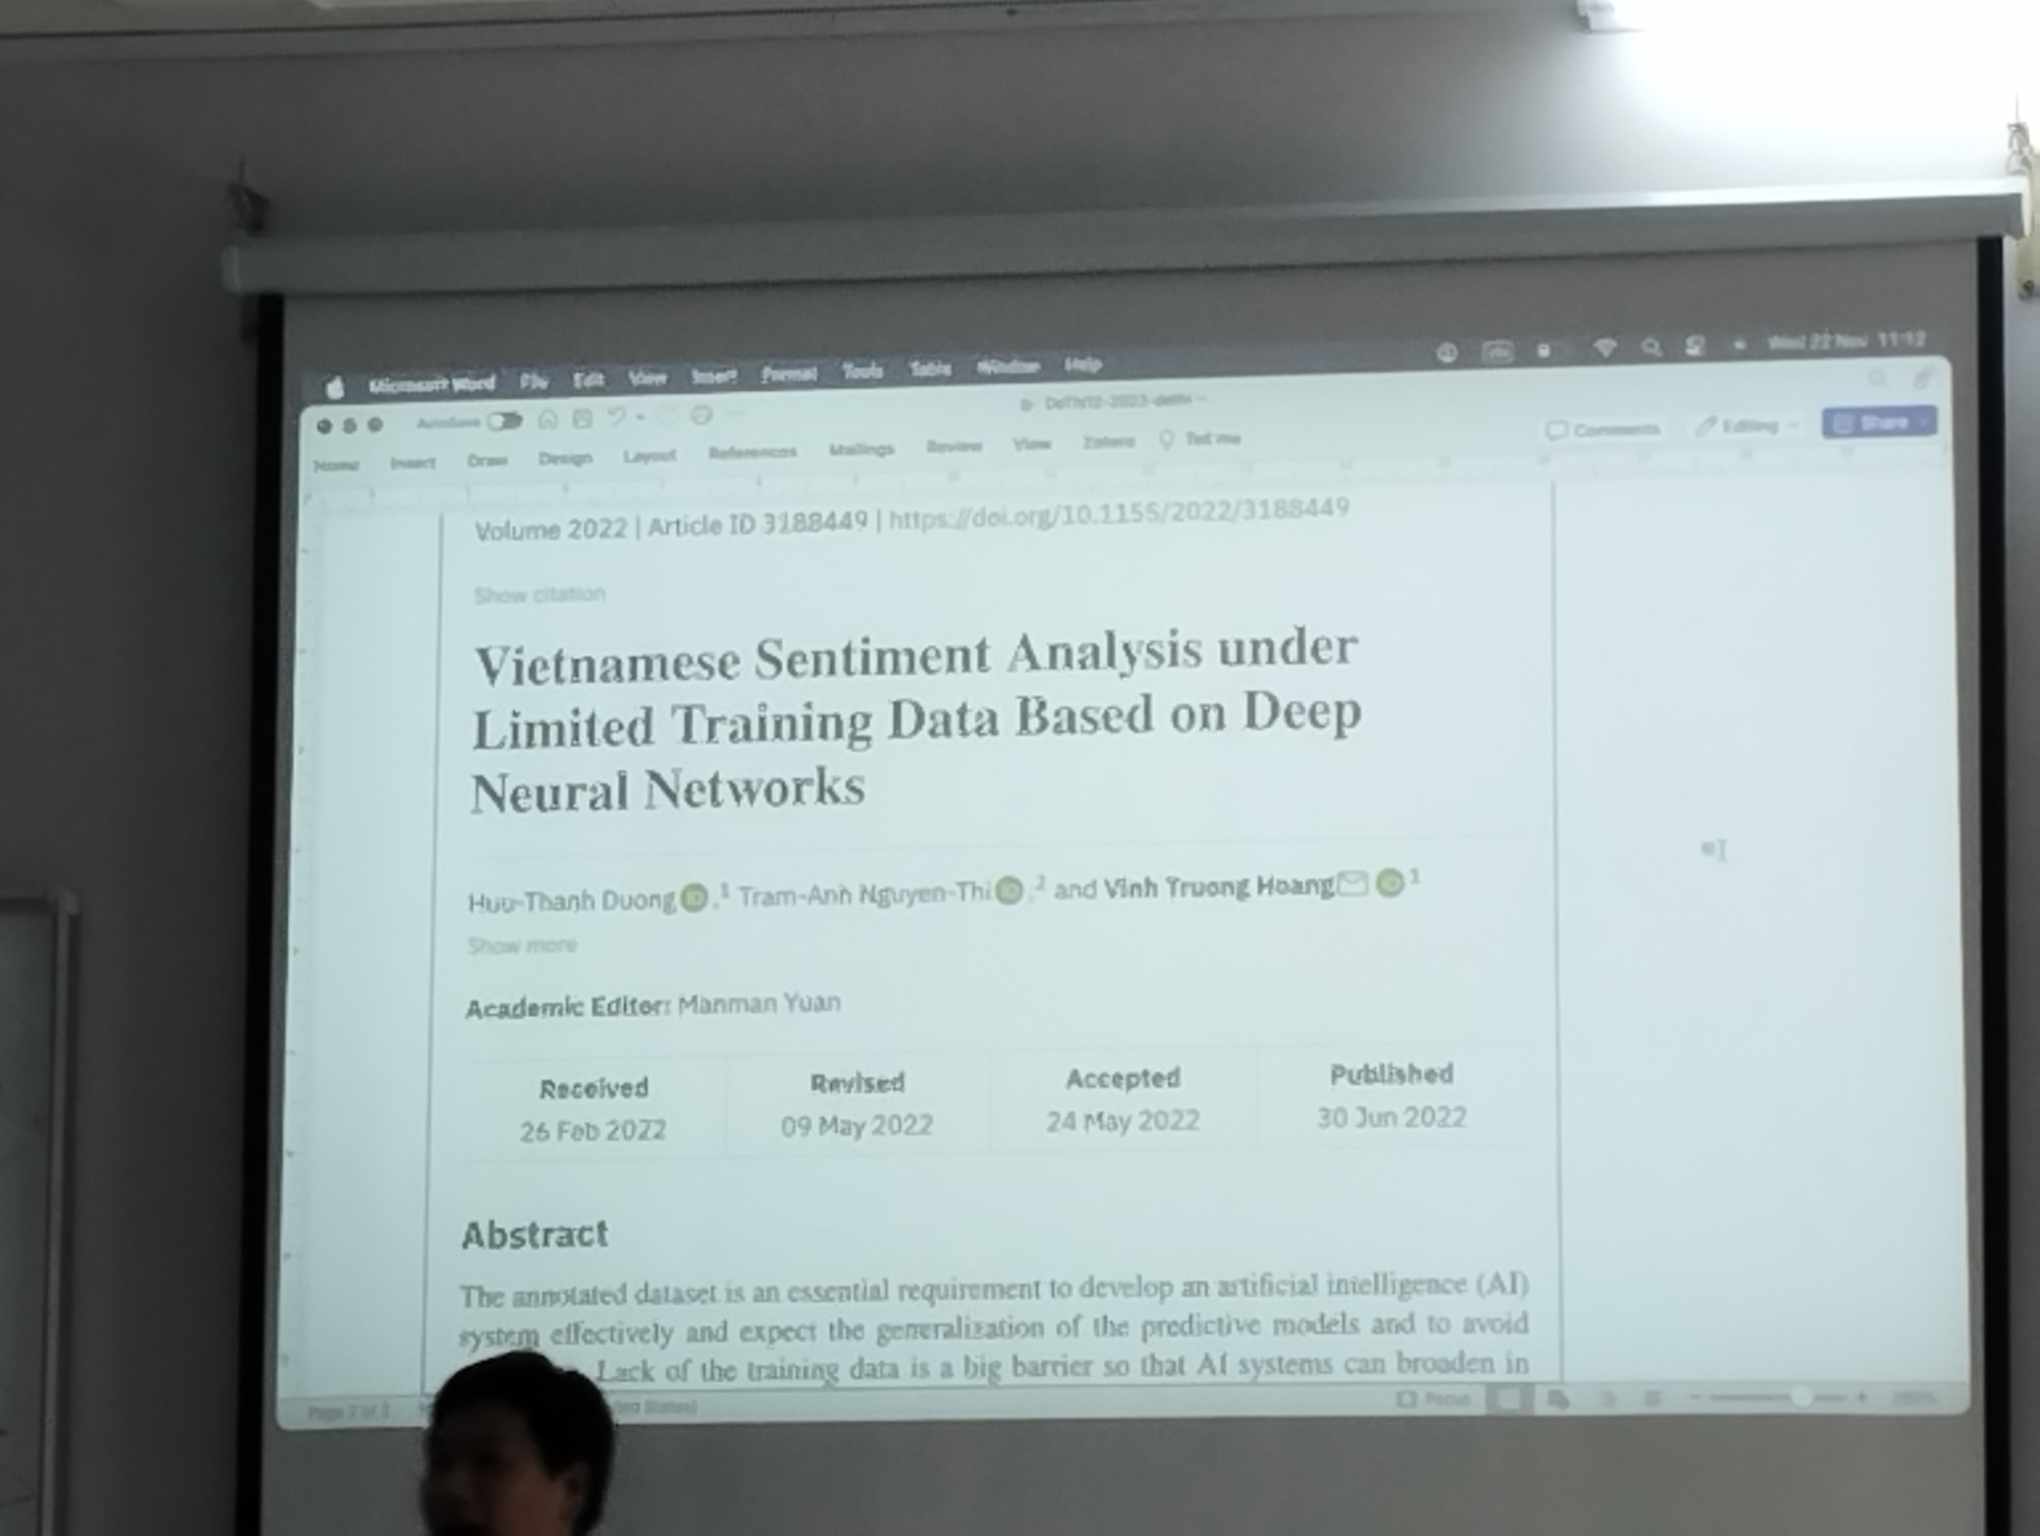 Microsoft Word File Edit View Insert Format Tools Table Window Help Wed 22 Nov 11:12
AutoSave
Home Insert Draw Design Layout References Mailings Review View Zotero Tell me Comments Editing Share
Volume 2022 | Article ID 3188449 | https://doi.org/10.1155/2022/3188449
Show citation
Vietnamese Sentiment Analysis under
Limited Training Data Based on Deep
Neural Networks
Huu-Thanh Duong,1 Tram-Anh Nguyen-Thi,2 and Vinh Truong Hoang1
Show more
Academic Editor: Manman Yuan
Received Revised Accepted Published
26 Feb 2022 09 May 2022 24 May 2022 30 Jun 2022
Abstract
The annotated dataset is an essential requirement to develop an artificial intelligence (AI)
system effectively and expect the generalization of the predictive models and to avoid
Lack of the training data is a big barrier so that AI systems can broaden in
Page 2 of 2 States) Focus